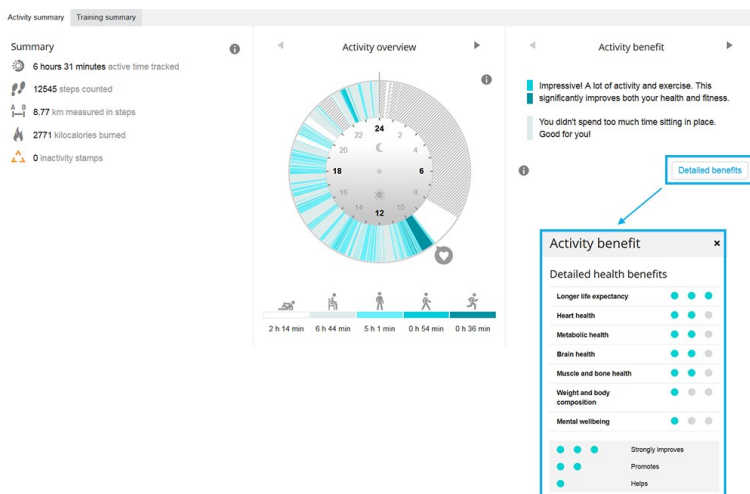 Activity summary
Training summary
Summary
6 hours 31 minutes active time tracked
12545 steps counted
A B
8.77 km measured in steps
2771 kilocalories burned
0 inactivity stamps
Activity overview
24
22 2
20 4
18 6
16 8
14 10
12
2 h 14 min 6 h 44 min 5 h 1 min 0 h 54 min 0 h 36 min
Activity benefit
Impressive! A lot of activity and exercise. This
significantly improves both your health and fitness.
You didn't spend too much time sitting in place.
Good for you!
Detailed benefits
Activity benefit ×
Detailed health benefits
Longer life expectancy
Heart health
Metabolic health
Brain health
Muscle and bone health
Weight and body
composition
Mental wellbeing
Strongly improves
Promotes
Helps